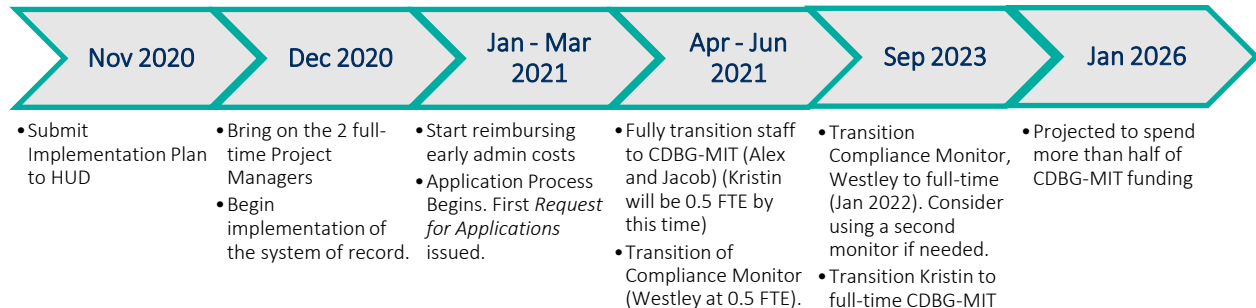 Nov 2020
Dec 2020
Jan - Mar
2021
Apr - Jun
2021
Sep 2023
Jan 2026
•Submit
Implementation Plan
to HUD
•Bring on the 2 full-
time Project
Managers
•Begin
implementation of
the system of record.
•Start reimbursing
early admin costs
•Application Process
Begins. First Request
for Applications
issued.
•Fully transition staff
to CDBG-MIT (Alex
and Jacob) (Kristin
will be 0.5 FTE by
this time)
•Transition of
Compliance Monitor
(Westley at 0.5 FTE).
•Transition
Compliance Monitor,
Westley to full-time
(Jan 2022). Consider
using a second
monitor if needed.
•Transition Kristin to
full-time CDBG-MIT
•Projected to spend
more than half of
CDBG-MIT funding